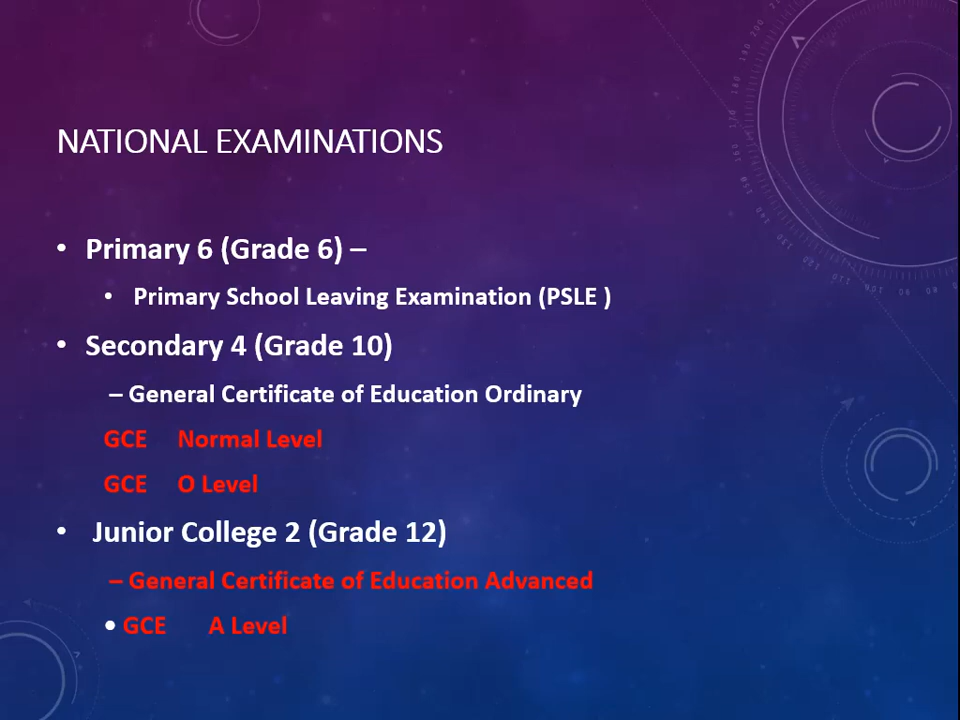 NATIONAL EXAMINATIONS
• Primary 6 (Grade 6) –
• Primary School Leaving Examination (PSLE )
• Secondary 4 (Grade 10)
– General Certificate of Education Ordinary
GCE Normal Level
GCE O Level
• Junior College 2 (Grade 12)
– General Certificate of Education Advanced
• GCE A Level